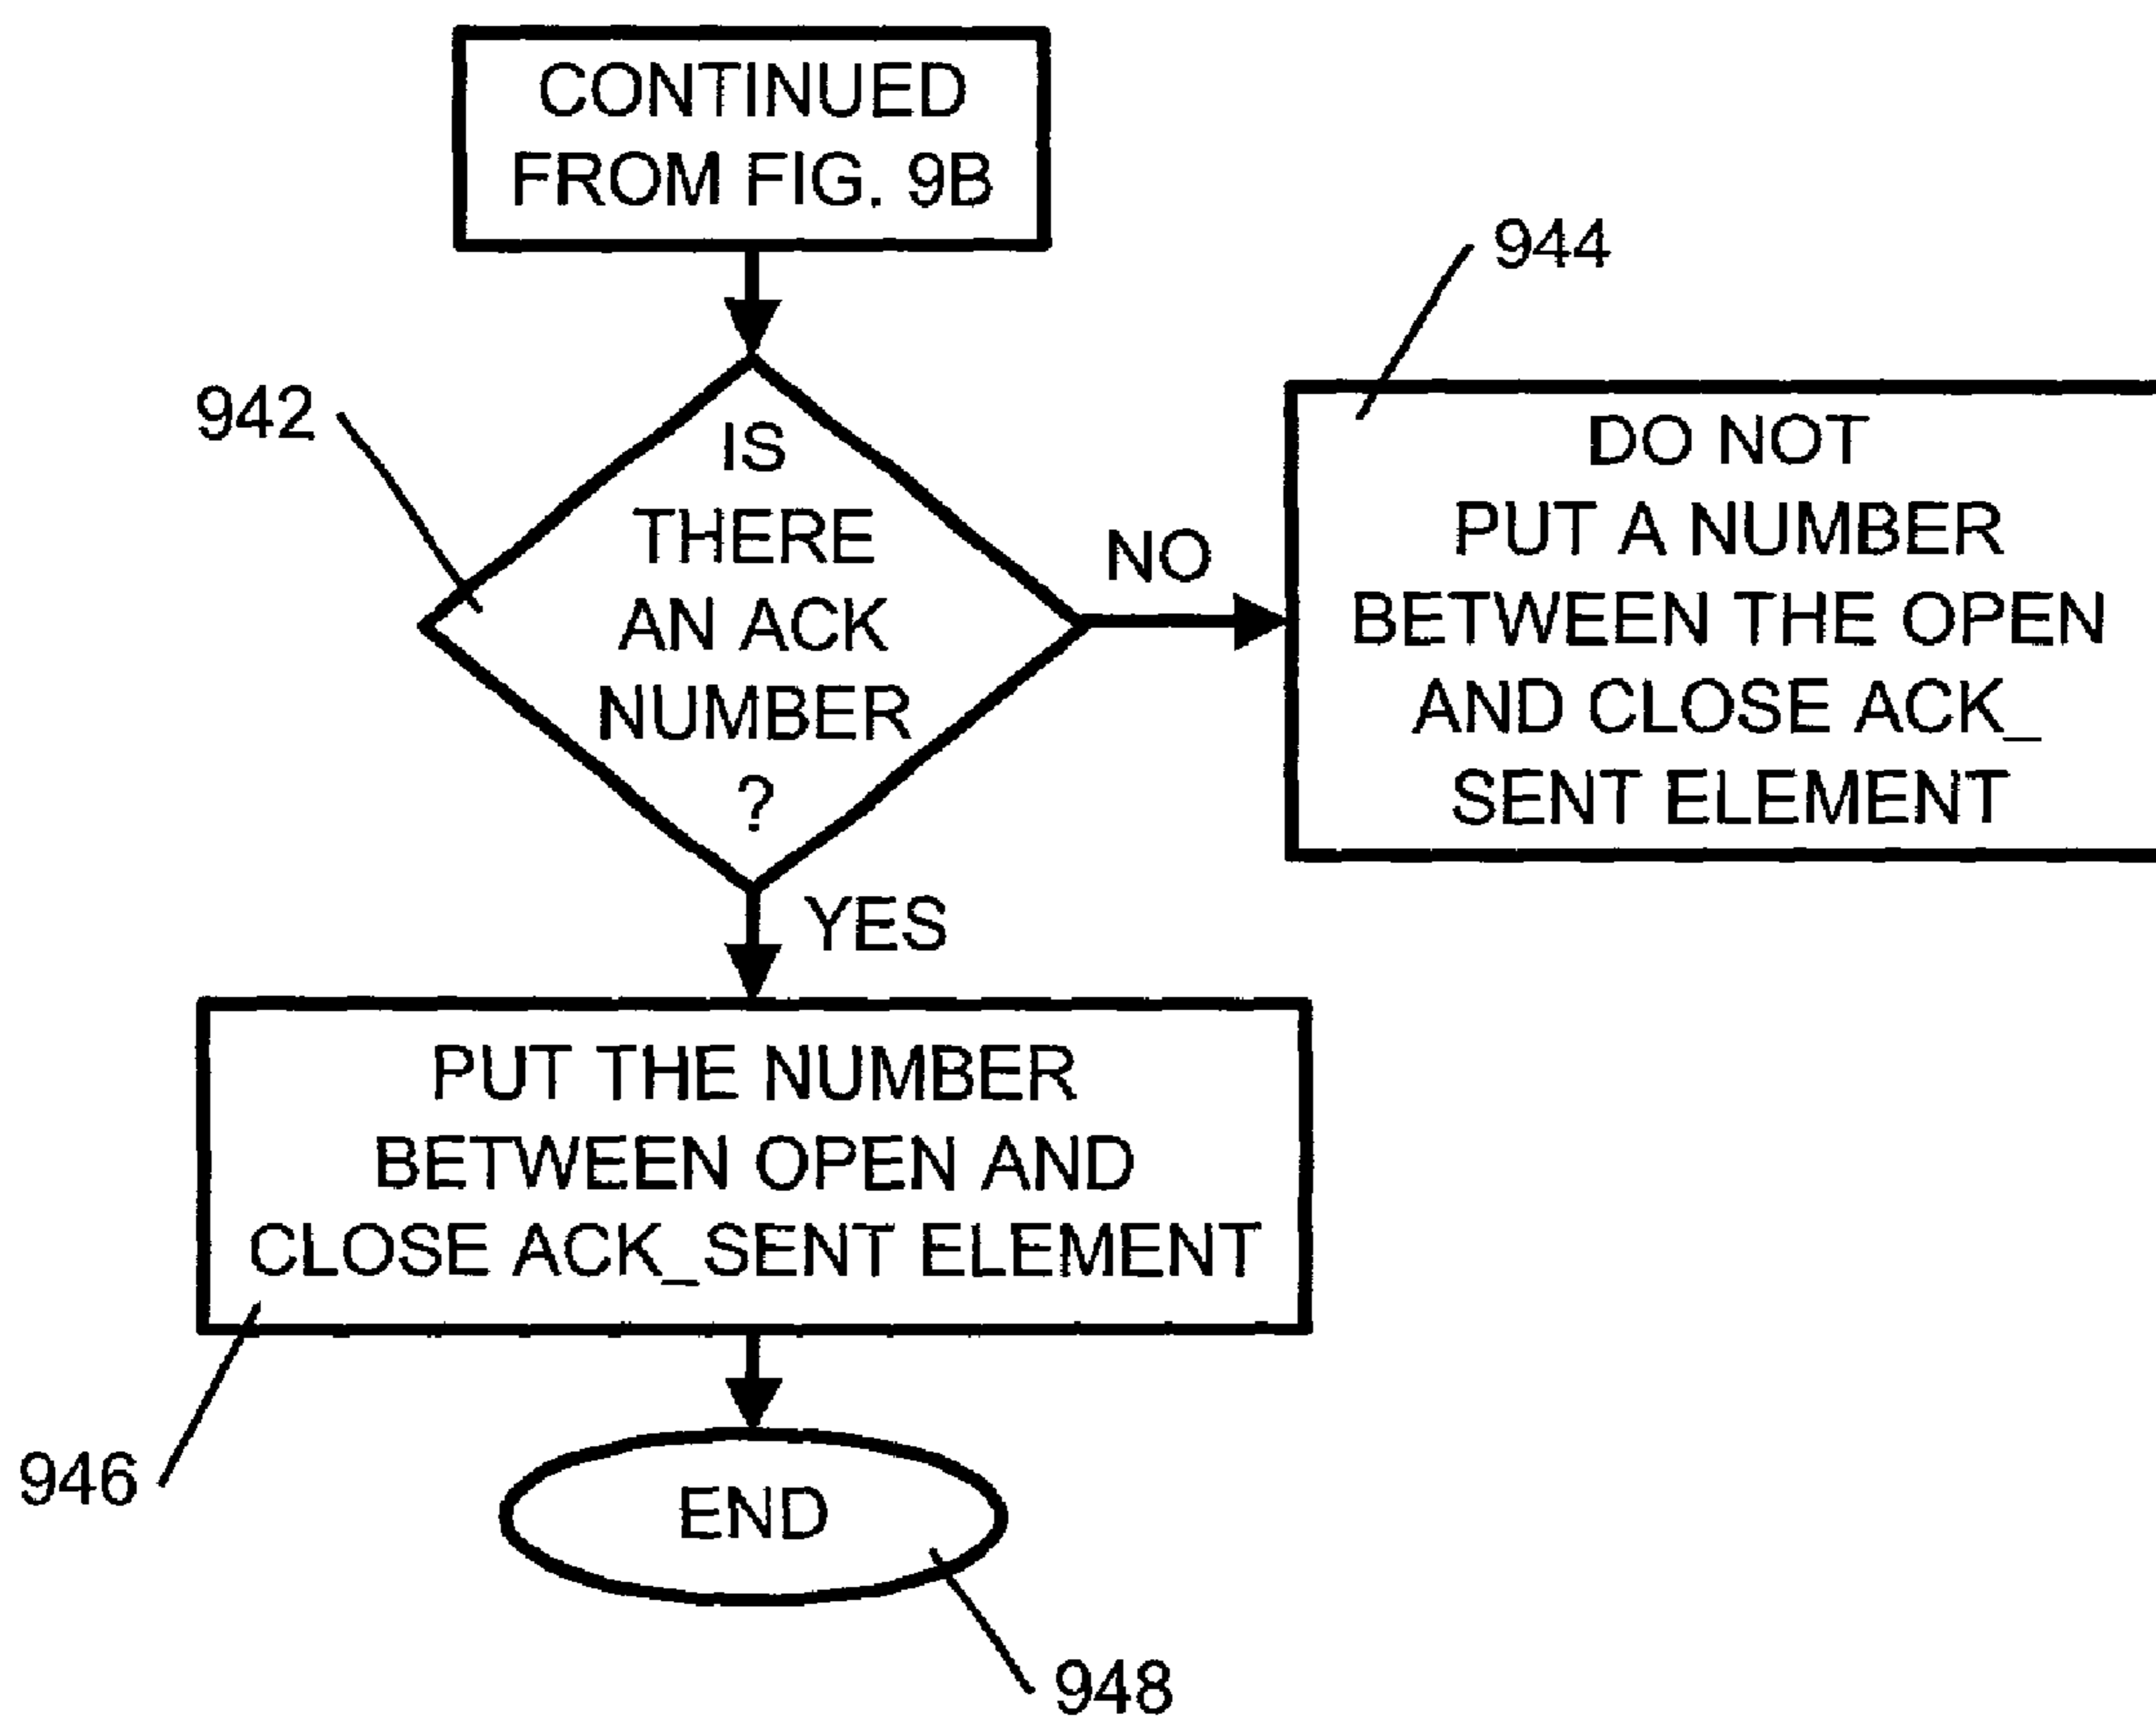 CONTINUED
FROM FIG. 9B
944
942
IS
THERE
AN ACK
NUMBER
?
NO
DO NOT
PUT A NUMBER
BETWEEN THE OPEN
AND CLOSE ACK_
SENT ELEMENT
YES
PUT THE NUMBER
BETWEEN OPEN AND
CLOSE ACK_SENT ELEMENT
946
END
948